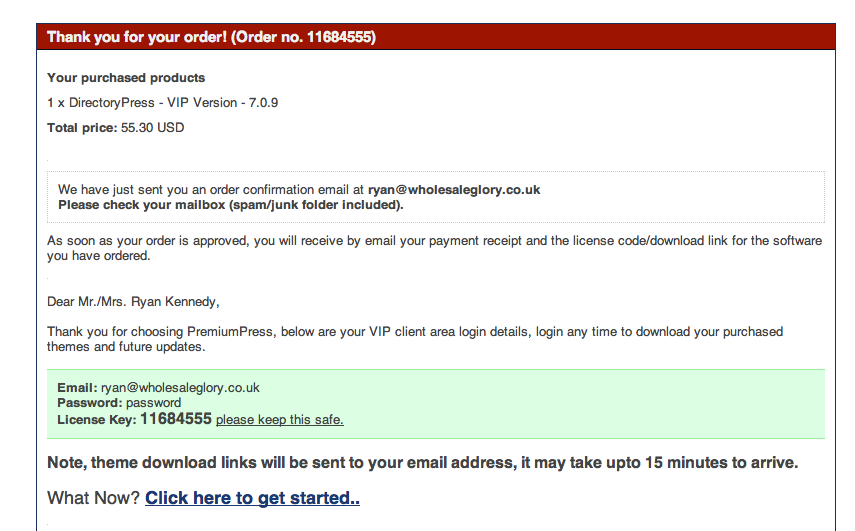 Thank you for your order! (Order no. 11684555)
Your purchased products
1 x DirectoryPress - VIP Version - 7.0.9
Total price: 55.30 USD
We have just sent you an order confirmation email at ryan@wholesaleglory.co.uk
Please check your mailbox (spam/junk folder included).
As soon as your order is approved, you will receive by email your payment receipt and the license code/download link for the software
you have ordered.
Dear Mr./Mrs. Ryan Kennedy,
Thank you for choosing PremiumPress, below are your VIP client area login details, login any time to download your purchased
themes and future updates.
Email: ryan@wholesaleglory.co.uk
Password: password
License Key: 11684555 please keep this safe.
Note, theme download links will be sent to your email address, it may take upto 15 minutes to arrive.
What Now? Click here to get started..